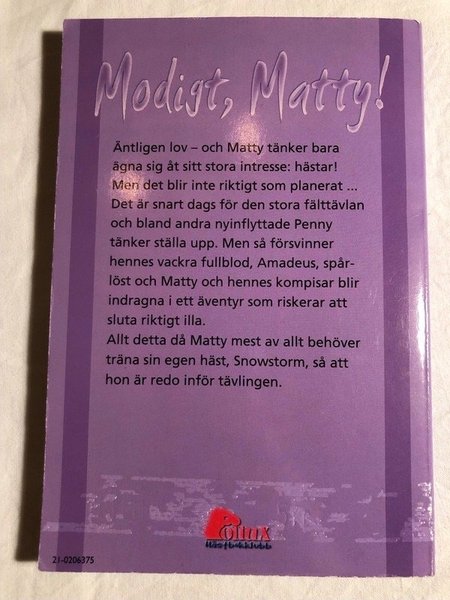 Modigt, Matty!
Äntligen lov – och Matty tänker bara
ägna sig åt sitt stora intresse: hästar!
Men det blir inte riktigt som planerat ...
Det är snart dags för den stora fälttävlan
och bland andra nyinflyttade Penny
tänker ställa upp. Men så försvinner
hennes vackra fullblod, Amadeus, spår-
löst och Matty och hennes kompisar blir
indragna i ett äventyr som riskerar att
sluta riktigt illa.
Allt detta då Matty mest av allt behöver
träna sin egen häst, Snowstorm, så att
hon är redo inför tävlingen.
Pollux
Hästbokklubb
21-0206375